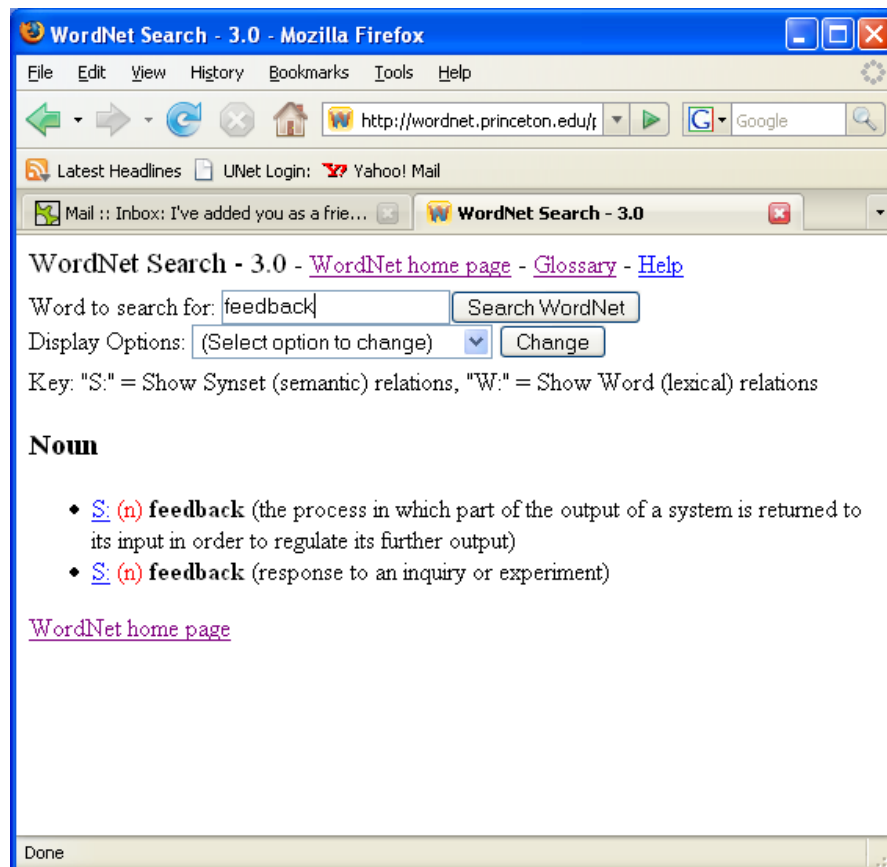 WordNet Search - 3.0 - Mozilla Firefox
File Edit View History Bookmarks Tools Help
http://wordnet.princeton.edu/p G Google
Latest Headlines UNet Login: Y! Yahoo! Mail
Mail :: Inbox: I've added you as a frie... W WordNet Search - 3.0
WordNet Search - 3.0 - WordNet home page - Glossary - Help
Word to search for: feedback Search WordNet
Display Options: (Select option to change) Change
Key: "S:" = Show Synset (semantic) relations, "W:" = Show Word (lexical) relations
Noun
• S: (n) feedback (the process in which part of the output of a system is returned to
its input in order to regulate its further output)
• S: (n) feedback (response to an inquiry or experiment)
WordNet home page
Done